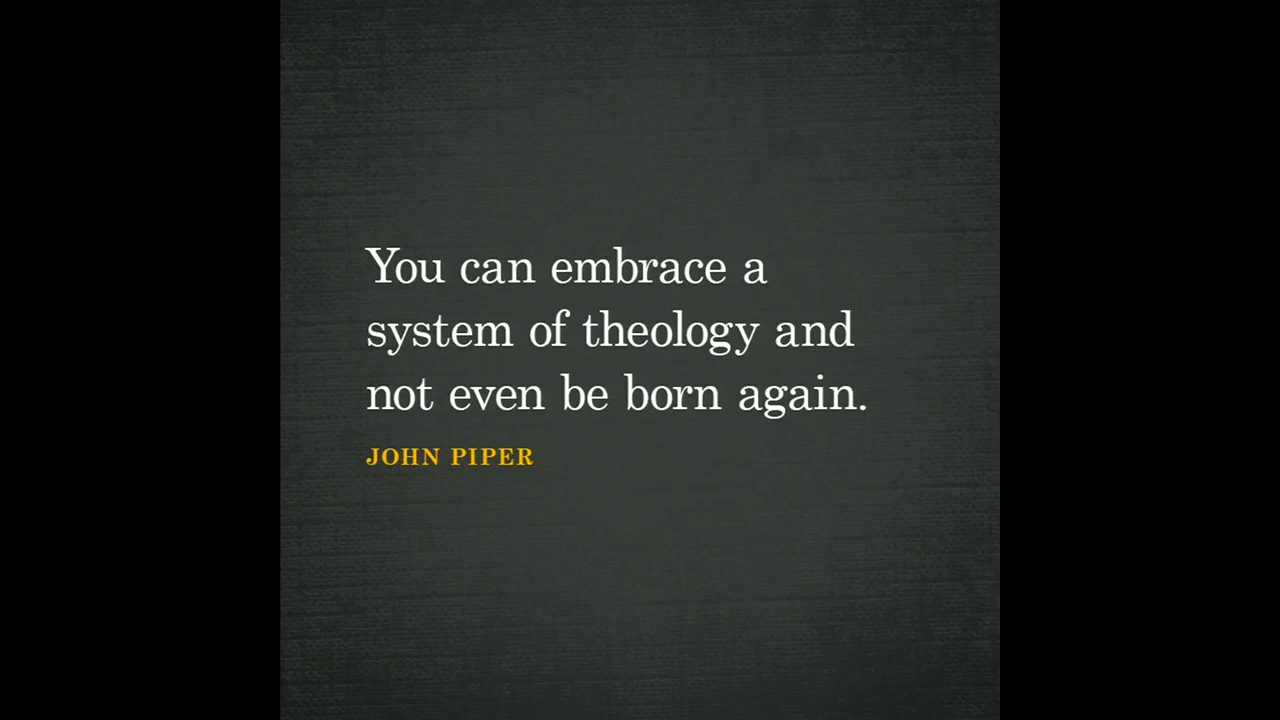 You can embrace a
system of theology and
not even be born again.
JOHN PIPER